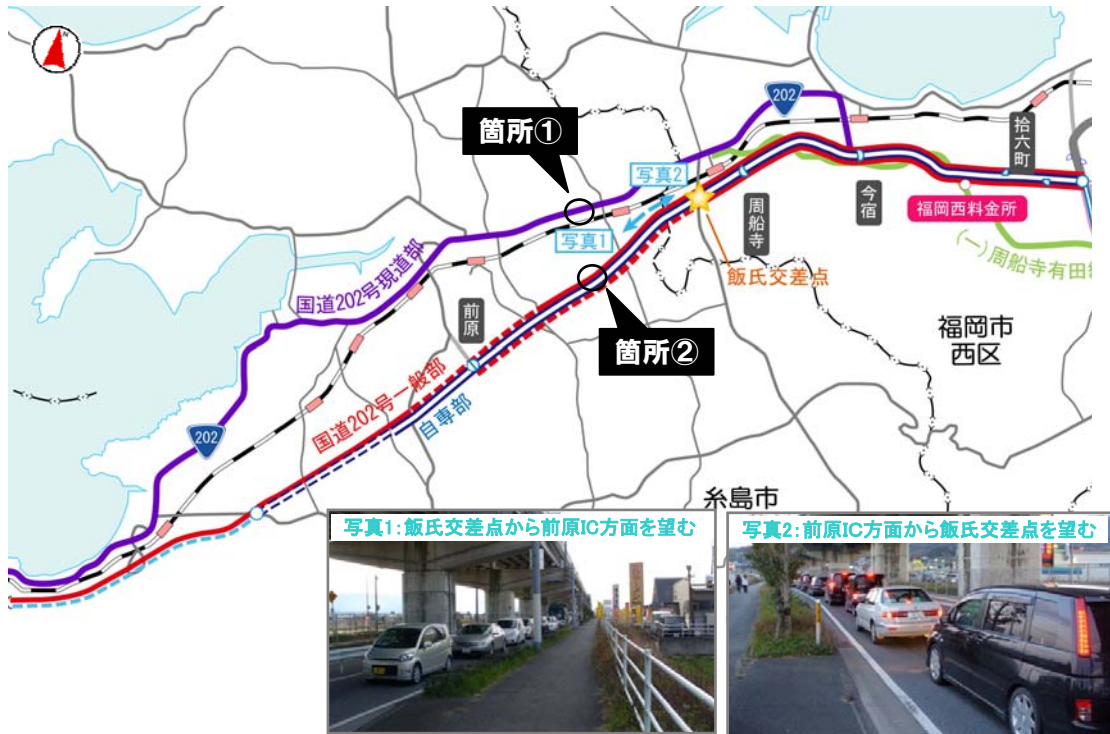 N
202
箇所①
拾六町
写真2
今宿
福岡西料金所
周船寺
写真1
(一)周船寺有田
飯氏交差点
国道202号現道部
前原
福岡市
西区
箇所②
国道202号一般部
自専部
202
糸島市
写真1:飯氏交差点から前原IC方面を望む
写真2:前原IC方面から飯氏交差点を望む